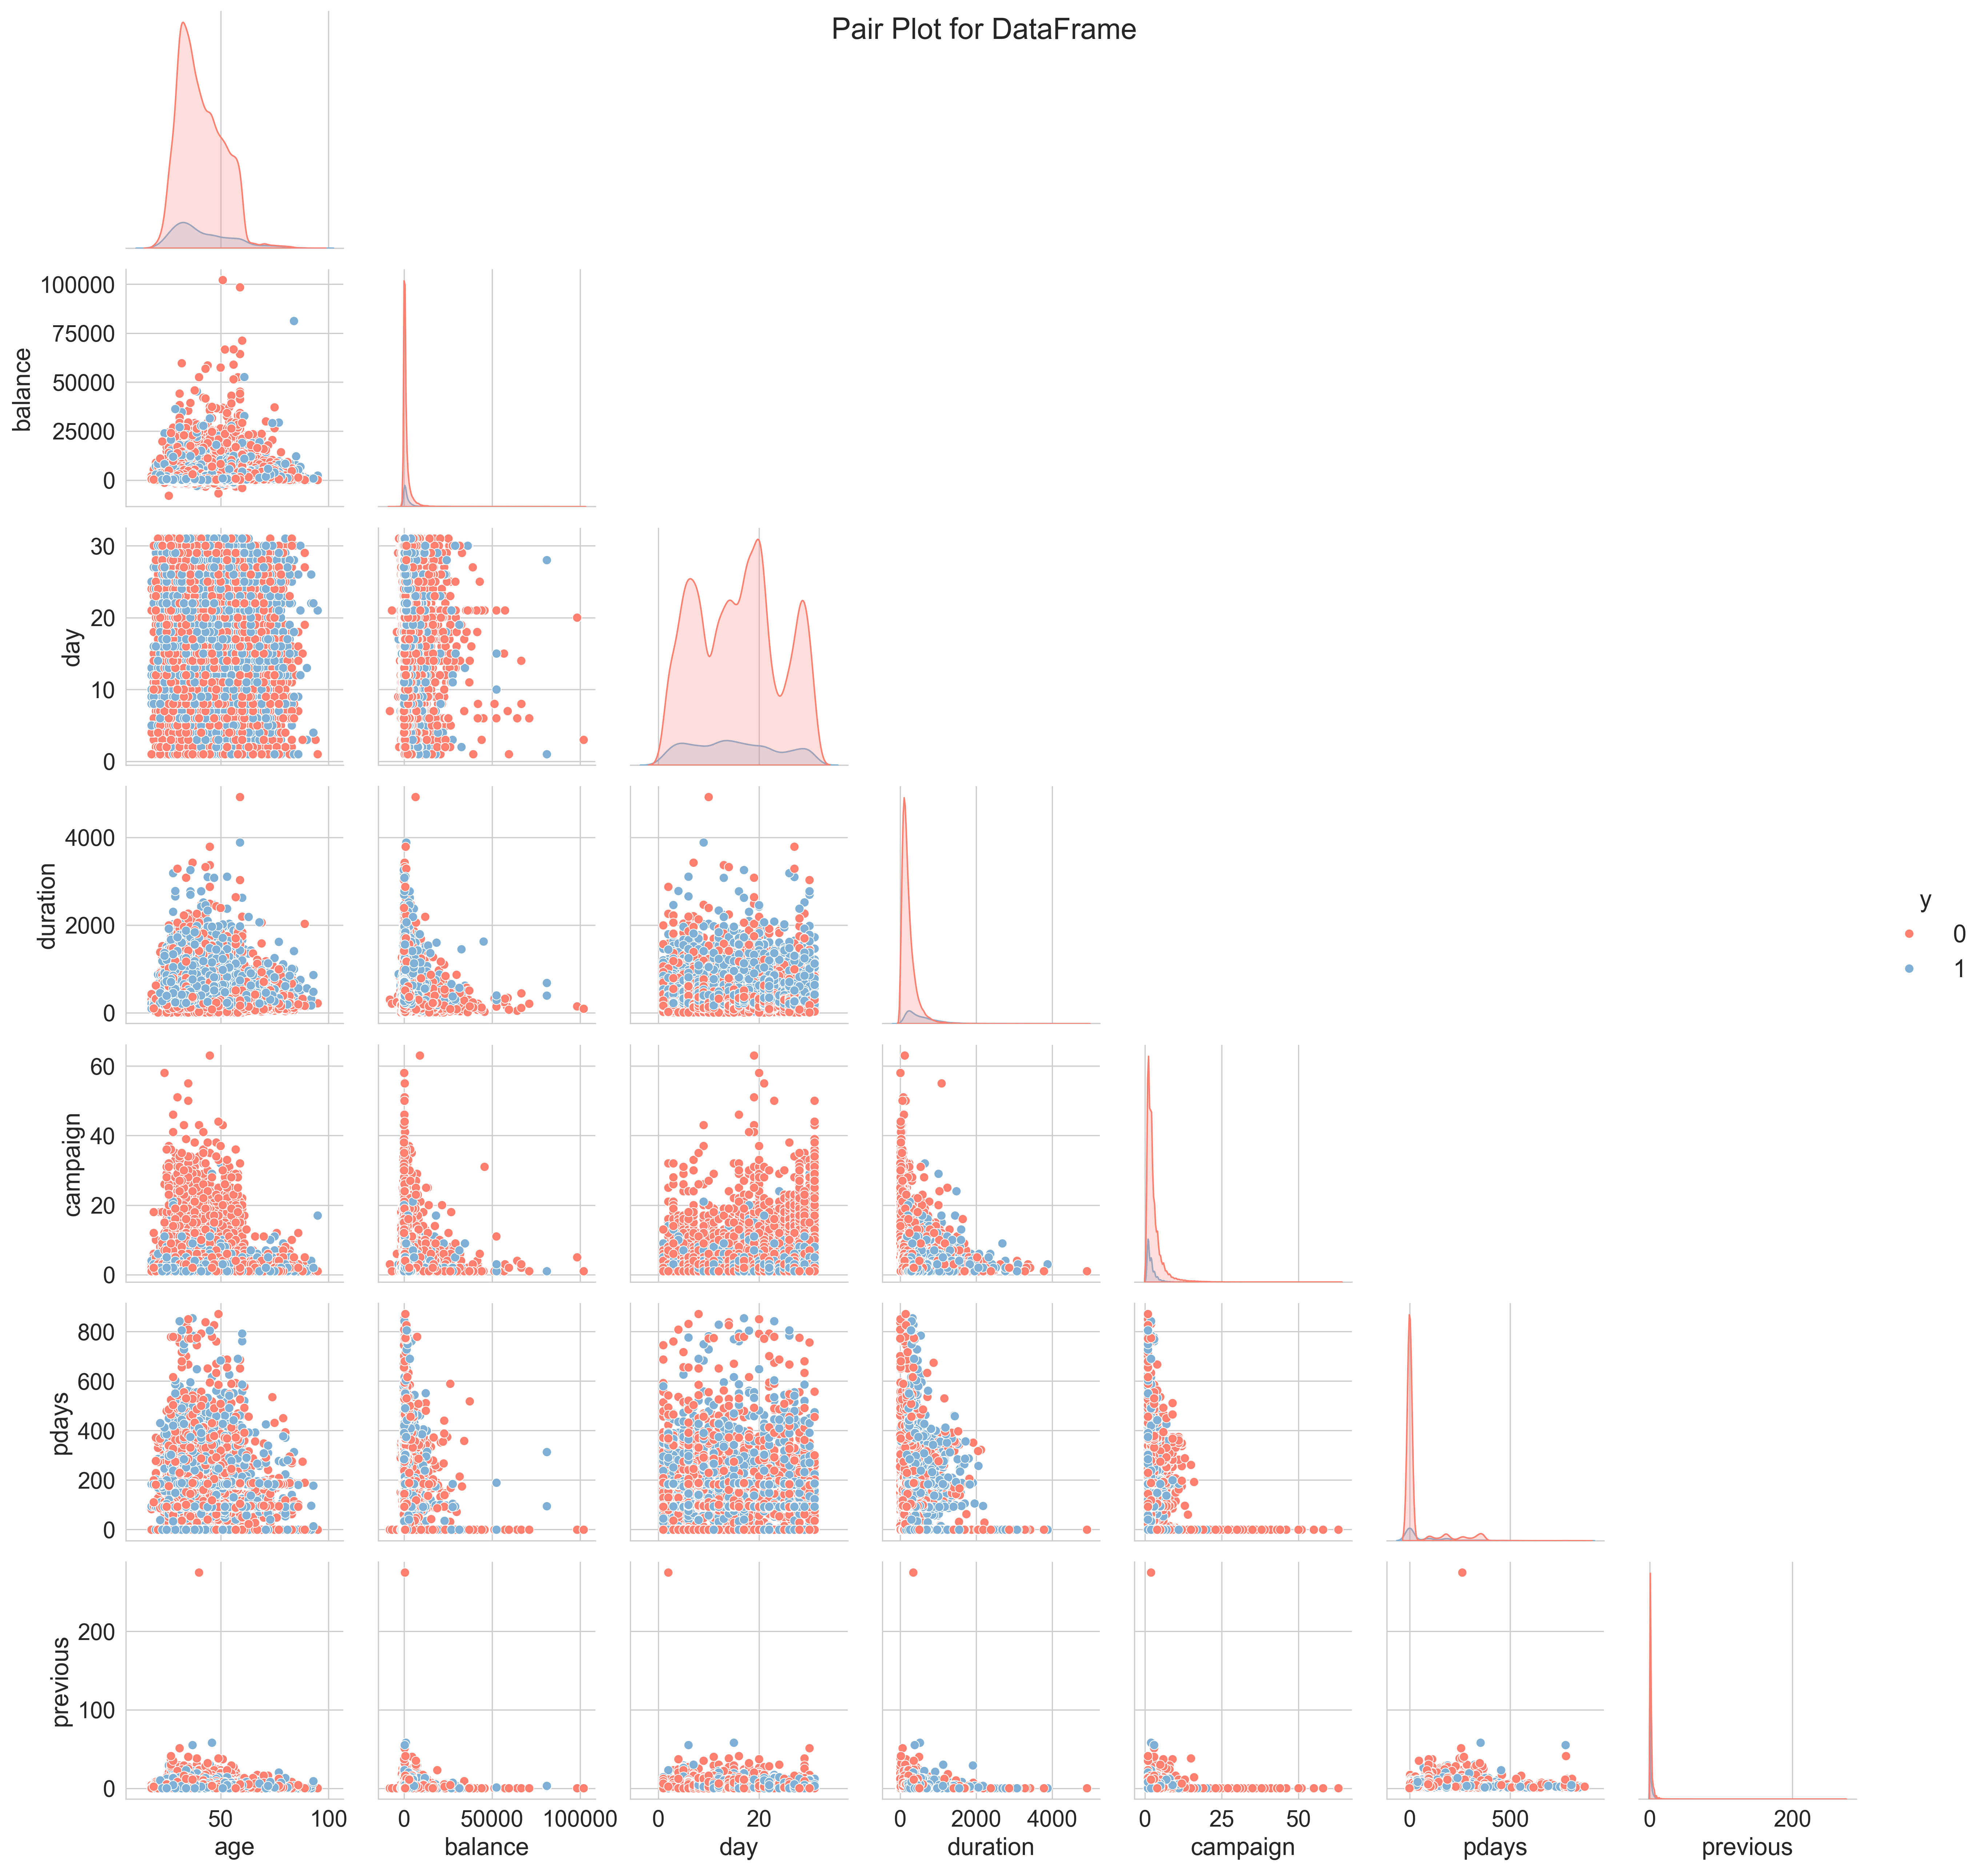 Pair Plot for DataFrame
100000
75000
50000
25000
0
balance
30
20
10
0
day
4000
2000
0
duration
y
0
1
60
40
20
0
campaign
800
600
400
200
0
pdays
200
100
0
previous
50 100 0 50000 100000 0 20 0 2000 4000 0 25 50 0 500 0 200
age balance day duration campaign pdays previous